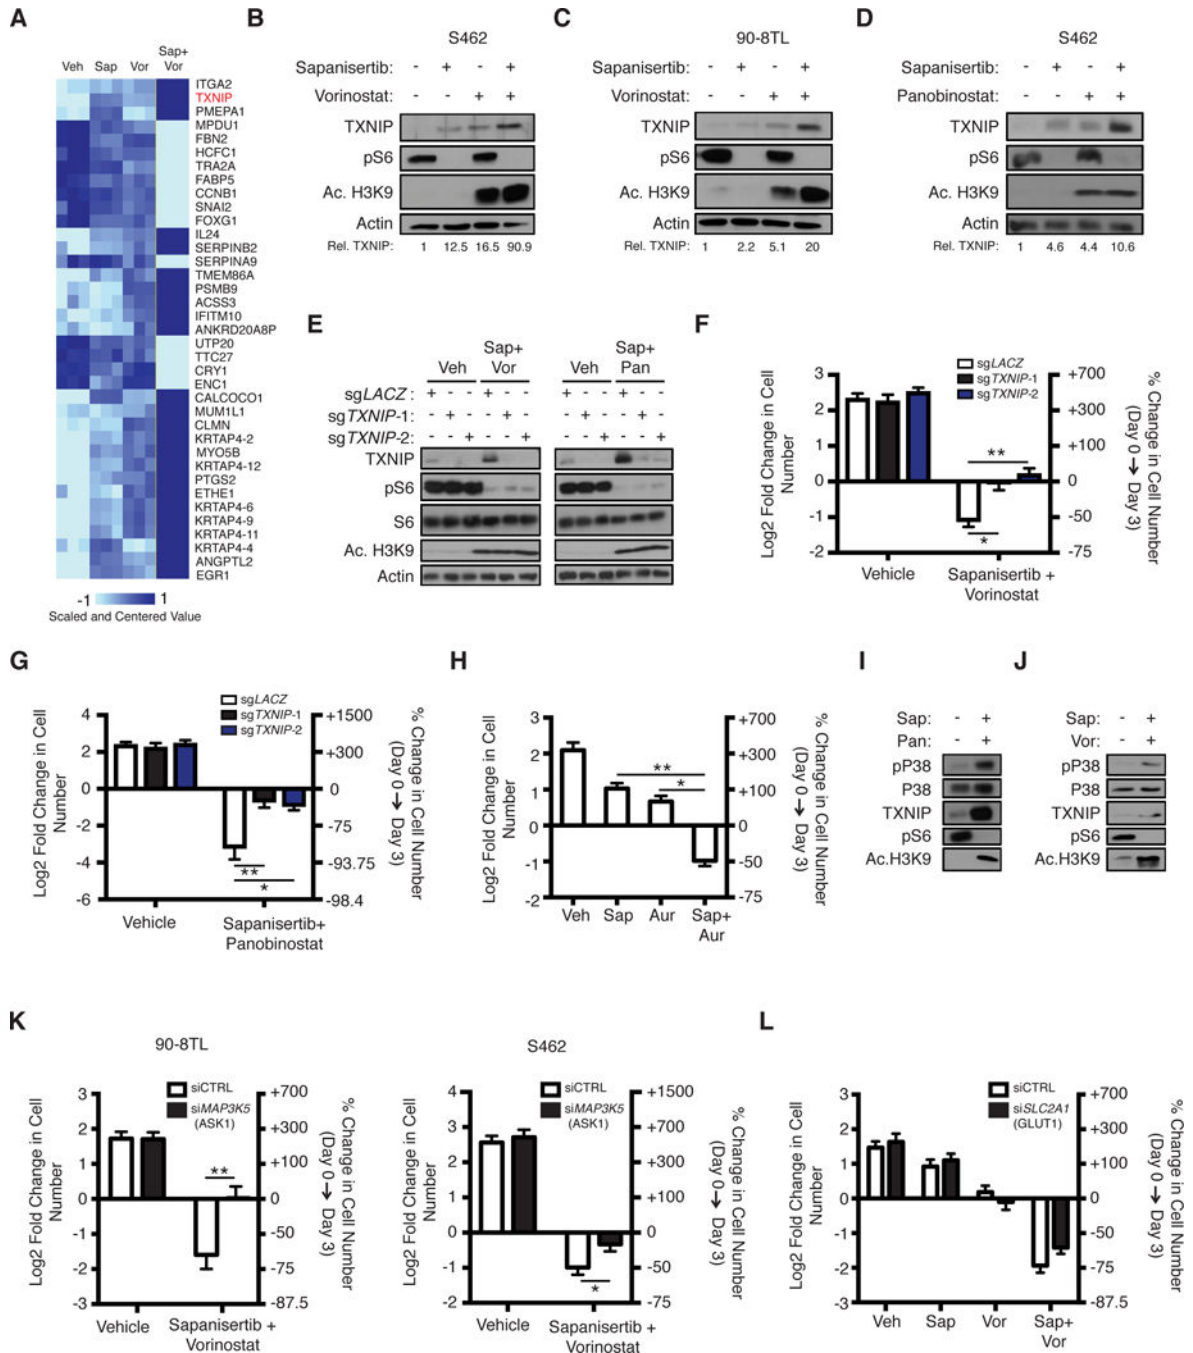 A
Veh Sap Vor Sap+ Vor
ITGA2
TXNIP
PMEPA1
MPDU1
FBN2
HCFC1
TRA2A
FABP5
CCNB1
SNAI2
FOXG1
IL24
SERPINB2
SERPINA9
TMEM86A
PSMB9
ACSS3
IFITM10
ANKRD20A8P
UTP20
TTC27
CRY1
ENC1
CALCOCO1
MUM1L1
CLMN
KRTAP4-2
MYO5B
KRTAP4-12
PTGS2
ETHE1
KRTAP4-6
KRTAP4-9
KRTAP4-11
KRTAP4-4
ANGPTL2
EGR1
-1 1
Scaled and Centered Value
B
S462
Sapanisertib: - + - +
Vorinostat: - - + +
TXNIP
pS6
Ac. H3K9
Actin
Rel. TXNIP: 1 12.5 16.5 90.9
C
90-8TL
Sapanisertib: - + - +
Vorinostat: - - + +
TXNIP
pS6
Ac. H3K9
Actin
Rel. TXNIP: 1 2.2 5.1 20
D
S462
Sapanisertib: - + - +
Panobinostat: - - + +
TXNIP
pS6
Ac. H3K9
Actin
Rel. TXNIP: 1 4.6 4.4 10.6
E
Veh Sap+ Vor Veh Sap+ Pan
sgLACZ : + - - + - - + - - + - -
sgTXNIP-1: - + - - + - - + - - + -
sgTXNIP-2: - - + - - + - - + - - +
TXNIP
pS6
S6
Ac. H3K9
Actin
F
Log2 Fold Change in Cell Number
3
2
1
0
-1
-2
sgLACZ
sgTXNIP-1
sgTXNIP-2
**
*
Vehicle
Sapanisertib + Vorinostat
+700
+300
+100
0
-50
-75
% Change in Cell Number
(Day 0 → Day 3)
G
Log2 Fold Change in Cell Number
4
2
0
-2
-4
-6
sgLACZ
sgTXNIP-1
sgTXNIP-2
**
*
Vehicle
Sapanisertib+ Panobinostat
+1500
+300
0
-75
-93.75
-98.4
% Change in Cell Number
(Day 0 → Day 3)
H
Log2 Fold Change in Cell Number
3
2
1
0
-1
-2
**
*
Veh Sap Aur Sap+ Aur
+700
+300
+100
0
-50
-75
% Change in Cell Number
(Day 0 → Day 3)
I
Sap: - +
Pan: - +
pP38
P38
TXNIP
pS6
Ac.H3K9
J
Sap: - +
Vor: - +
pP38
P38
TXNIP
pS6
Ac.H3K9
K
90-8TL
Log2 Fold Change in Cell Number
3
2
1
0
-1
-2
-3
siCTRL
siMAP3K5
(ASK1)
**
Vehicle
Sapanisertib + Vorinostat
+700
+300
+100
0
-50
-75
-87.5
% Change in Cell Number
(Day 0 → Day 3)
S462
Log2 Fold Change in Cell Number
4
3
2
1
0
-1
-2
siCTRL
siMAP3K5
(ASK1)
*
Vehicle
Sapanisertib + Vorinostat
+1500
+700
+300
+100
0
-50
-75
% Change in Cell Number
(Day 0 → Day 3)
L
Log2 Fold Change in Cell Number
3
2
1
0
-1
-2
-3
siCTRL
siSLC2A1
(GLUT1)
Veh Sap Vor Sap+ Vor
+700
+300
+100
0
-50
-75
-87.5
% Change in Cell Number
(Day 0 → Day 3)